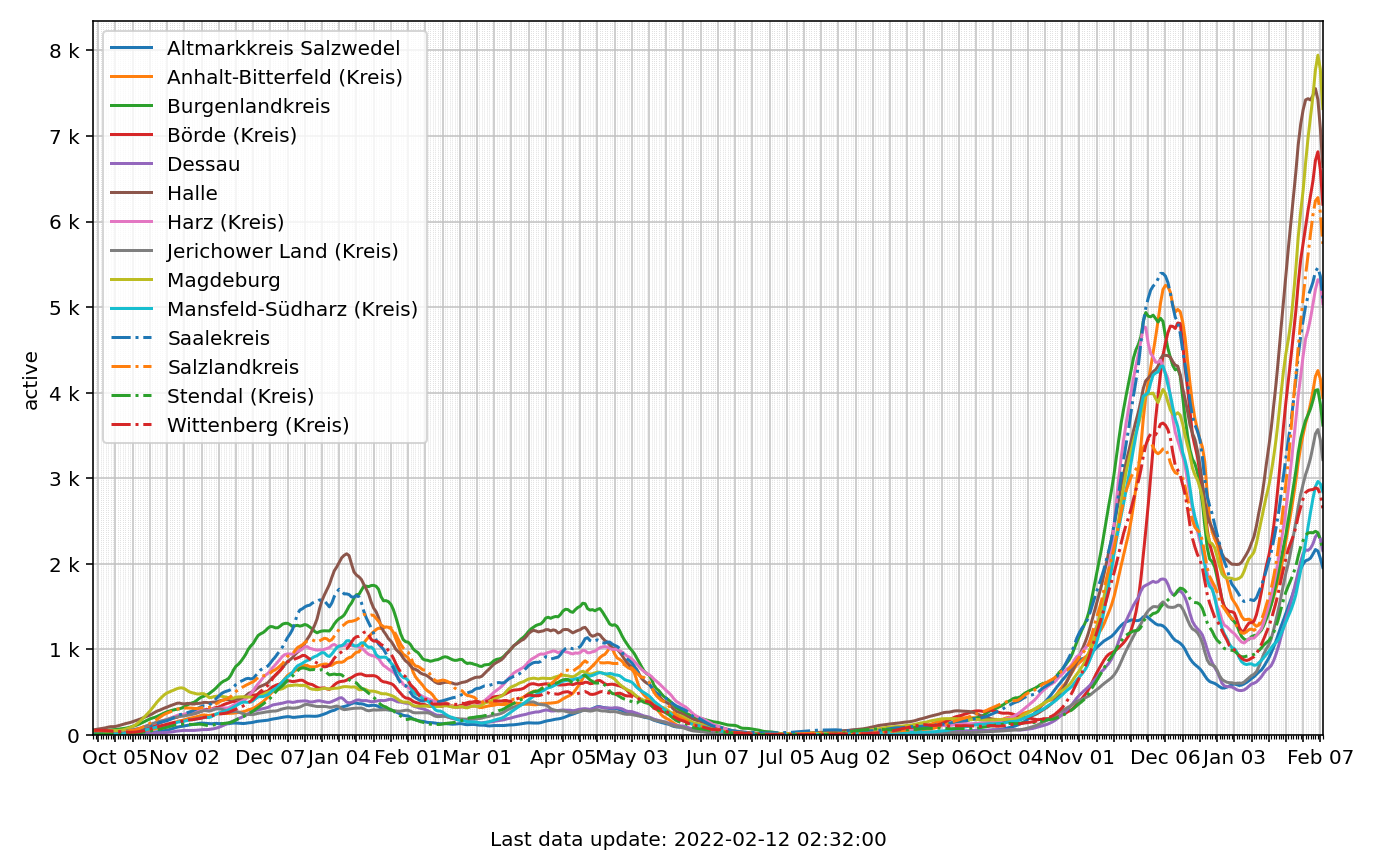 8 k
7 k
6 k
5 k
4 k
3 k
2 k
1 k
0
active
Altmarkkreis Salzwedel
Anhalt-Bitterfeld (Kreis)
Burgenlandkreis
Börde (Kreis)
Dessau
Halle
Harz (Kreis)
Jerichower Land (Kreis)
Magdeburg
Mansfeld-Südharz (Kreis)
Saalekreis
Salzlandkreis
Stendal (Kreis)
Wittenberg (Kreis)
Oct 05 Nov 02 Dec 07 Jan 04 Feb 01 Mar 01 Apr 05 May 03 Jun 07 Jul 05 Aug 02 Sep 06 Oct 04 Nov 01 Dec 06 Jan 03 Feb 07
Last data update: 2022-02-12 02:32:00